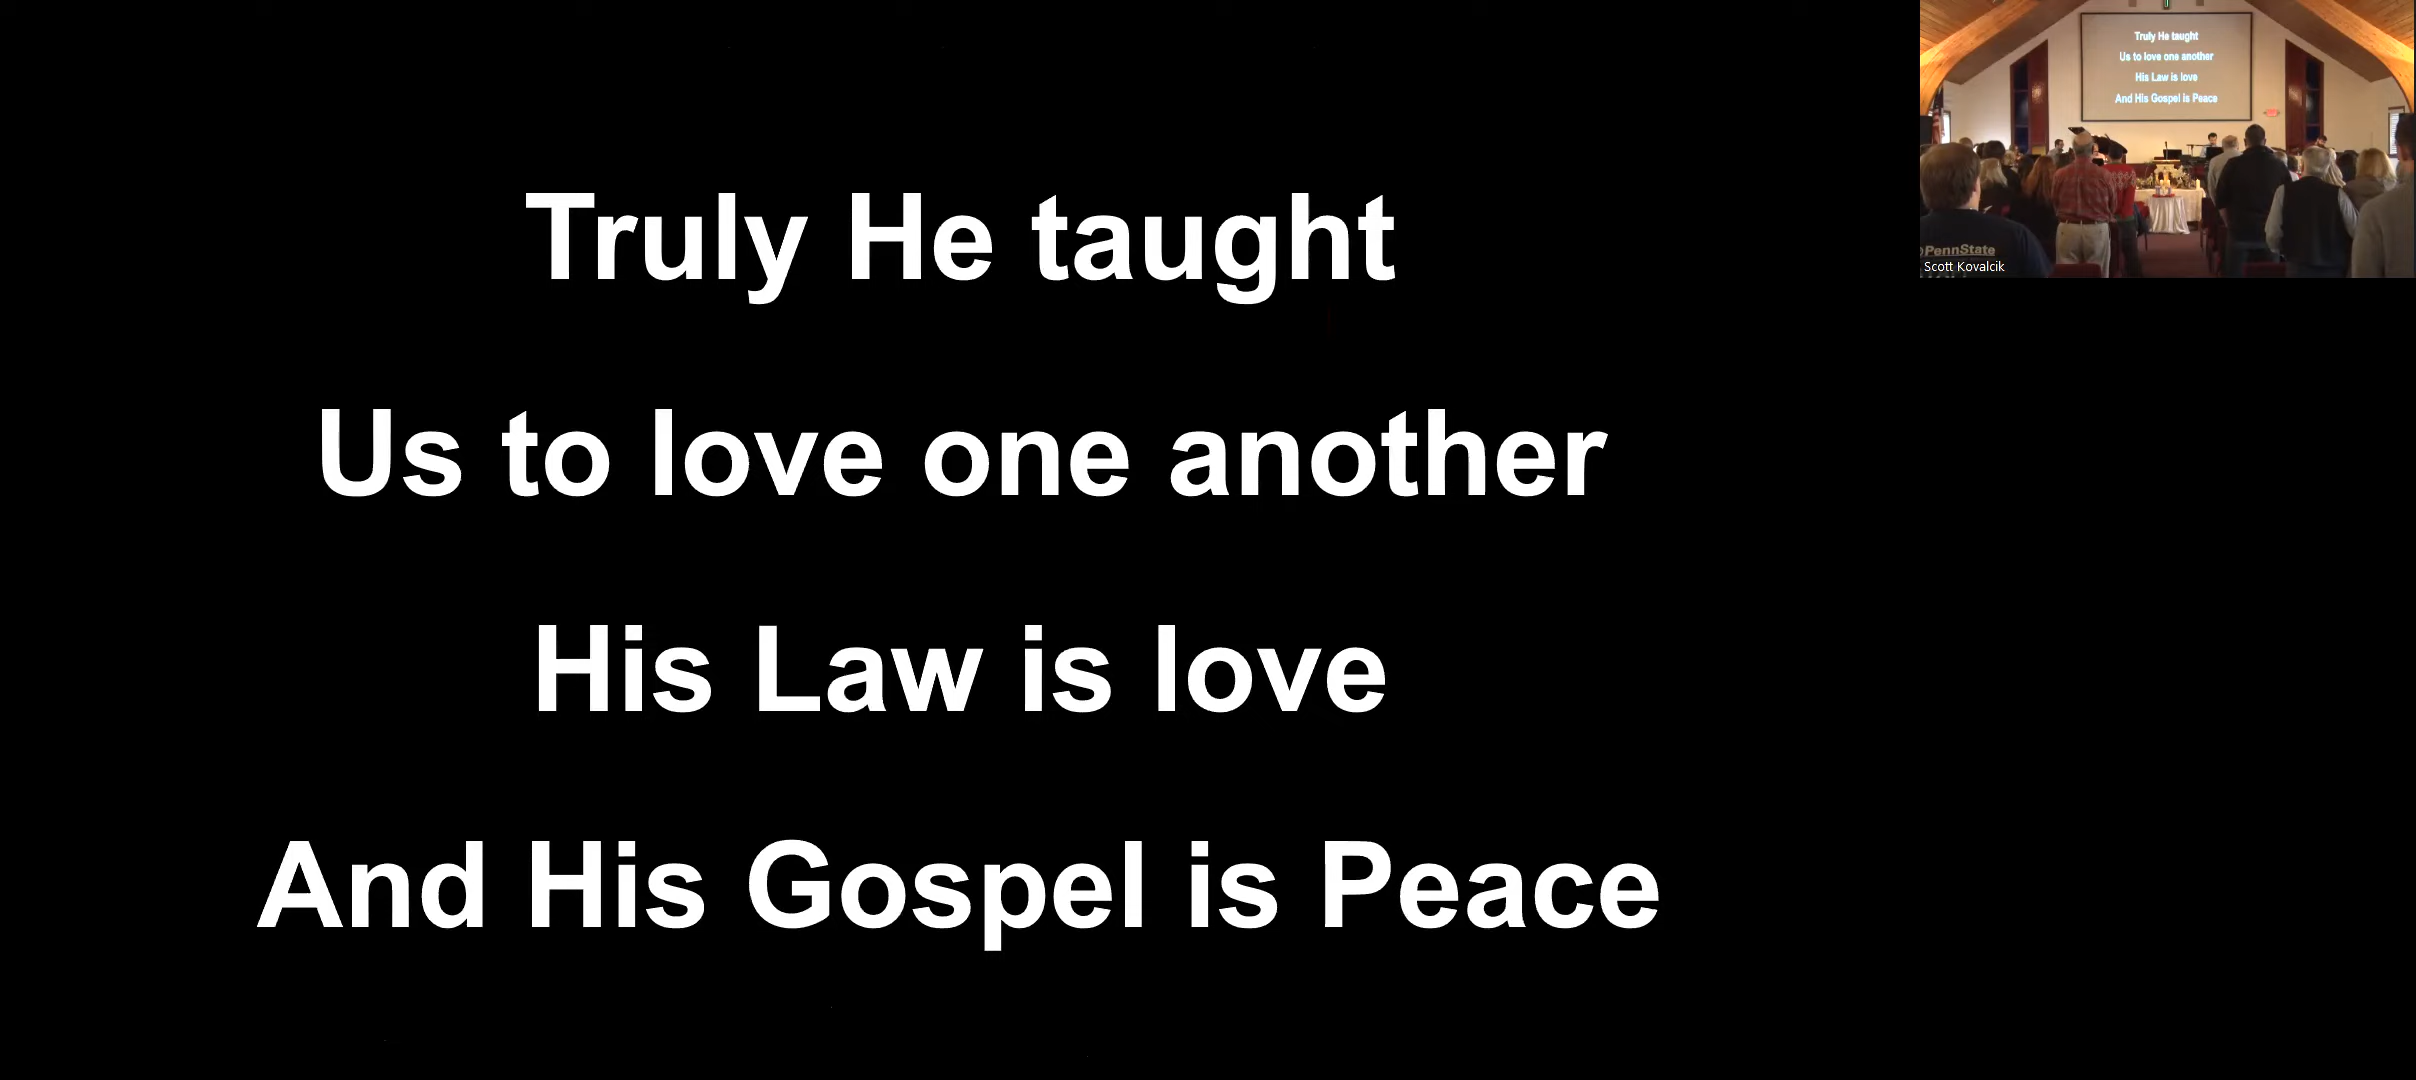 Truly He taught
Us to love one another
His Law is love
And His Gospel is Peace
Truly He taught
Us to love one another
His Law is love
And His Gospel is Peace
PennState
Scott Kovalcik